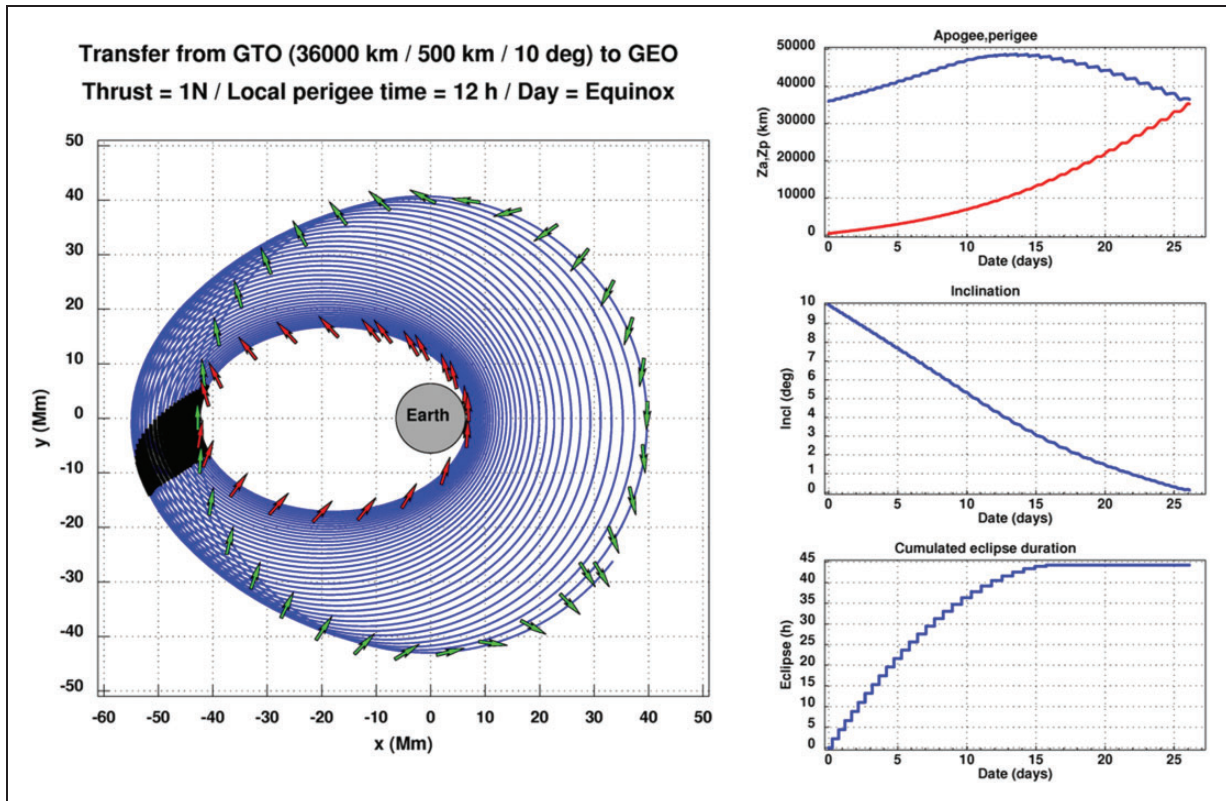 Transfer from GTO (36000 km / 500 km / 10 deg) to GEO
Thrust = 1N / Local perigee time = 12 h / Day = Equinox
50
40
30
20
10
0
-10
-20
-30
-40
-50
y (Mm)
Earth
-60 -50 -40 -30 -20 -10 0 10 20 30 40 50
x (Mm)
Apogee,perigee
50000
40000
30000
20000
10000
0
Za,Zp (km)
0 5 10 15 20 25
Date (days)
Inclination
10
9
8
7
6
5
4
3
2
1
0
Incl (deg)
0 5 10 15 20 25
Date (days)
Cumulated eclipse duration
45
40
35
30
25
20
15
10
5
0
Eclipse (h)
0 5 10 15 20 25
Date (days)